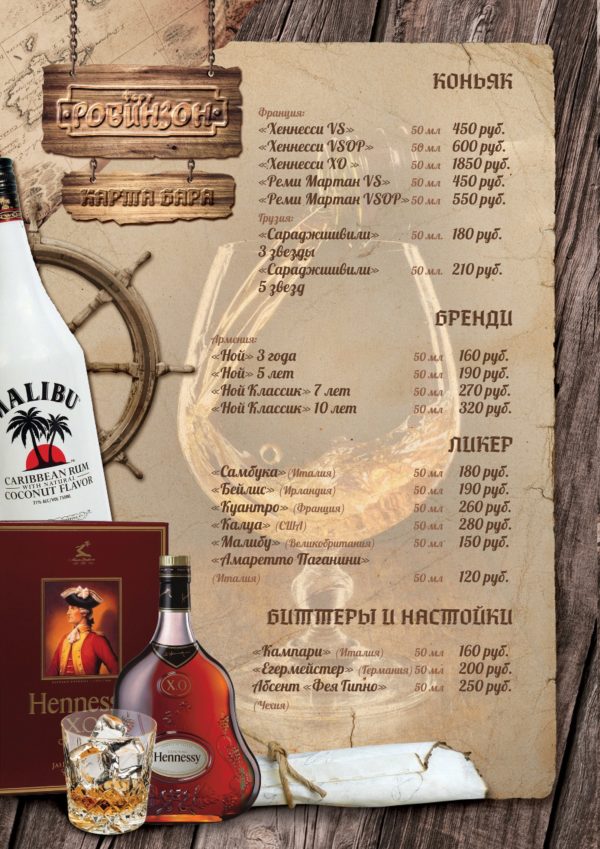 ФОРТ
РОБИНЗОН
КАРТА БАРА
КОНЬЯК
Франция:
«Хеннесси VS» 50 мл 450 руб.
«Хеннесси VSOP» 50 мл 600 руб.
«Хеннесси XO» 50 мл 1850 руб.
«Реми Мартан VS» 50 мл 450 руб.
«Реми Мартан VSOP» 50 мл 550 руб.
Грузия:
«Сараджишвили» 50 мл. 180 руб.
3 звезды
«Сараджишвили» 50 мл. 210 руб.
5 звезд
БРЕНДИ
Армения:
«Ной» 3 года 50 мл 160 руб.
«Ной» 5 лет 50 мл 190 руб.
«Ной Классик» 7 лет 50 мл 270 руб.
«Ной Классик» 10 лет 50 мл 320 руб.
ЛИКЕР
«Самбука» (Италия) 50 мл 180 руб.
«Бейлис» (Ирландия) 50 мл 190 руб.
«Куантро» (Франция) 50 мл 260 руб.
«Калуа» (США) 50 мл 280 руб.
«Малибу» (Великобритания) 50 мл 150 руб.
«Амаретто Паганини»
(Италия) 50 мл 120 руб.
БИТТЕРЫ И НАСТОЙКИ
«Кампари» (Италия) 50 мл 160 руб.
«Егермейстер» (Германия) 50 мл 200 руб.
Абсент «Фея Гипно» 50 мл 250 руб.
(Чехия)
MALIBU
CARIBBEAN RUM
WITH NATURAL
COCONUT FLAVOR
21% ALC/VOL 750ML
Hennessy
X.O
X.O
Hennessy